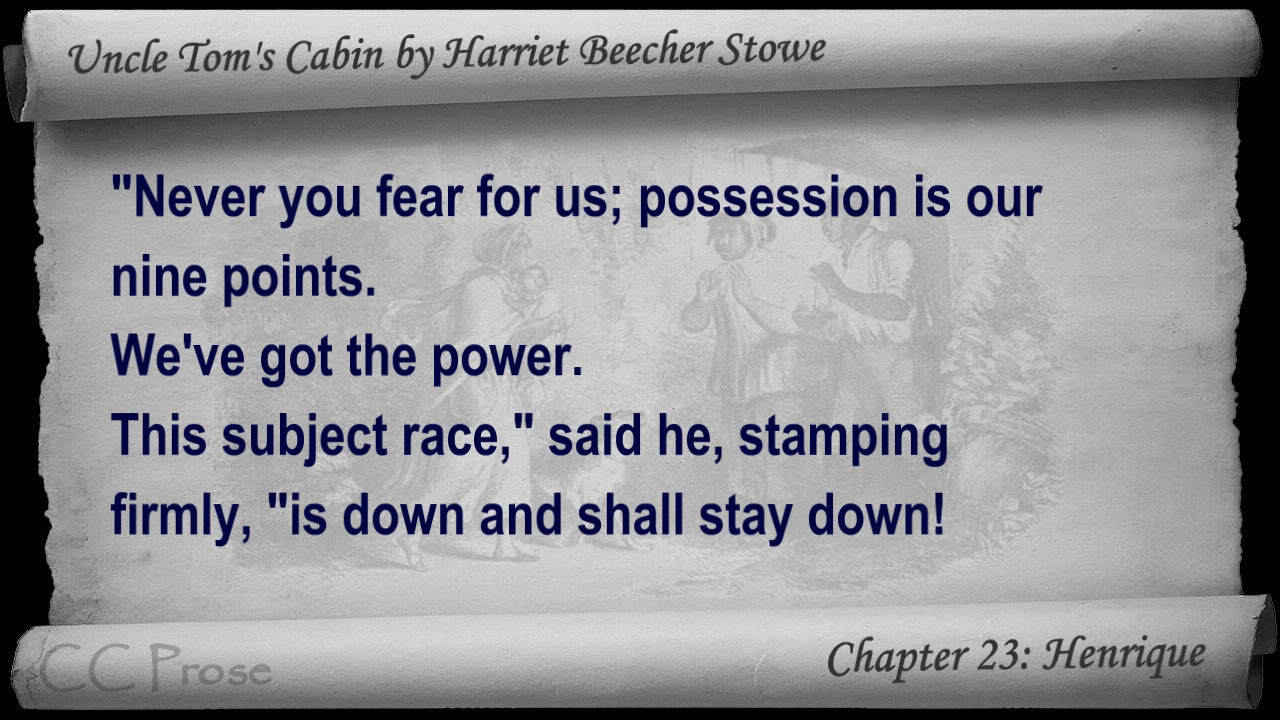 Uncle Tom's Cabin by Harriet Beecher Stowe
"Never you fear for us; possession is our
nine points.
We've got the power.
This subject race," said he, stamping
firmly, "is down and shall stay down!
CC Prose
Chapter 23: Henrique